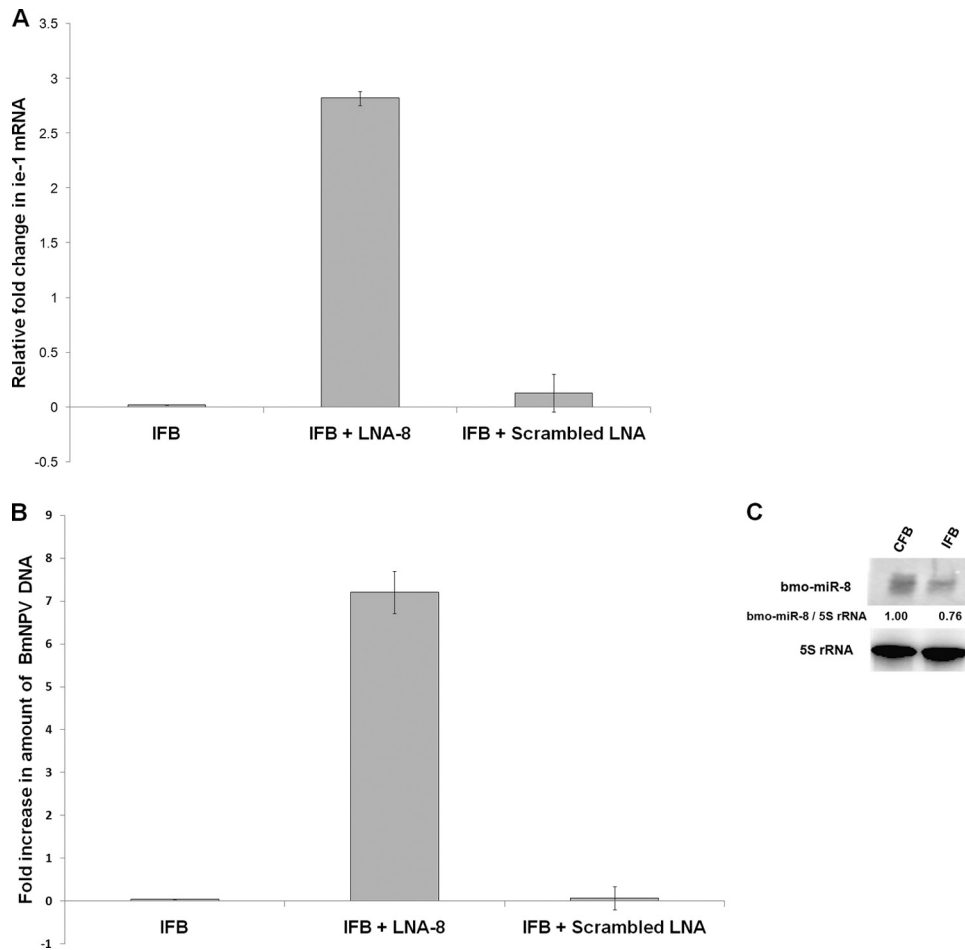 A
Relative fold change in ie-1 mRNA
3.5
3
2.5
2
1.5
1
0.5
0
-0.5
IFB
IFB + LNA-8
IFB + Scrambled LNA
B
Fold increase in amount of BmNPV DNA
9
8
7
6
5
4
3
2
1
0
-1
IFB
IFB + LNA-8
IFB + Scrambled LNA
C
CFB IFB
bmo-miR-8
bmo-miR-8 / 5S rRNA 1.00 0.76
5S rRNA